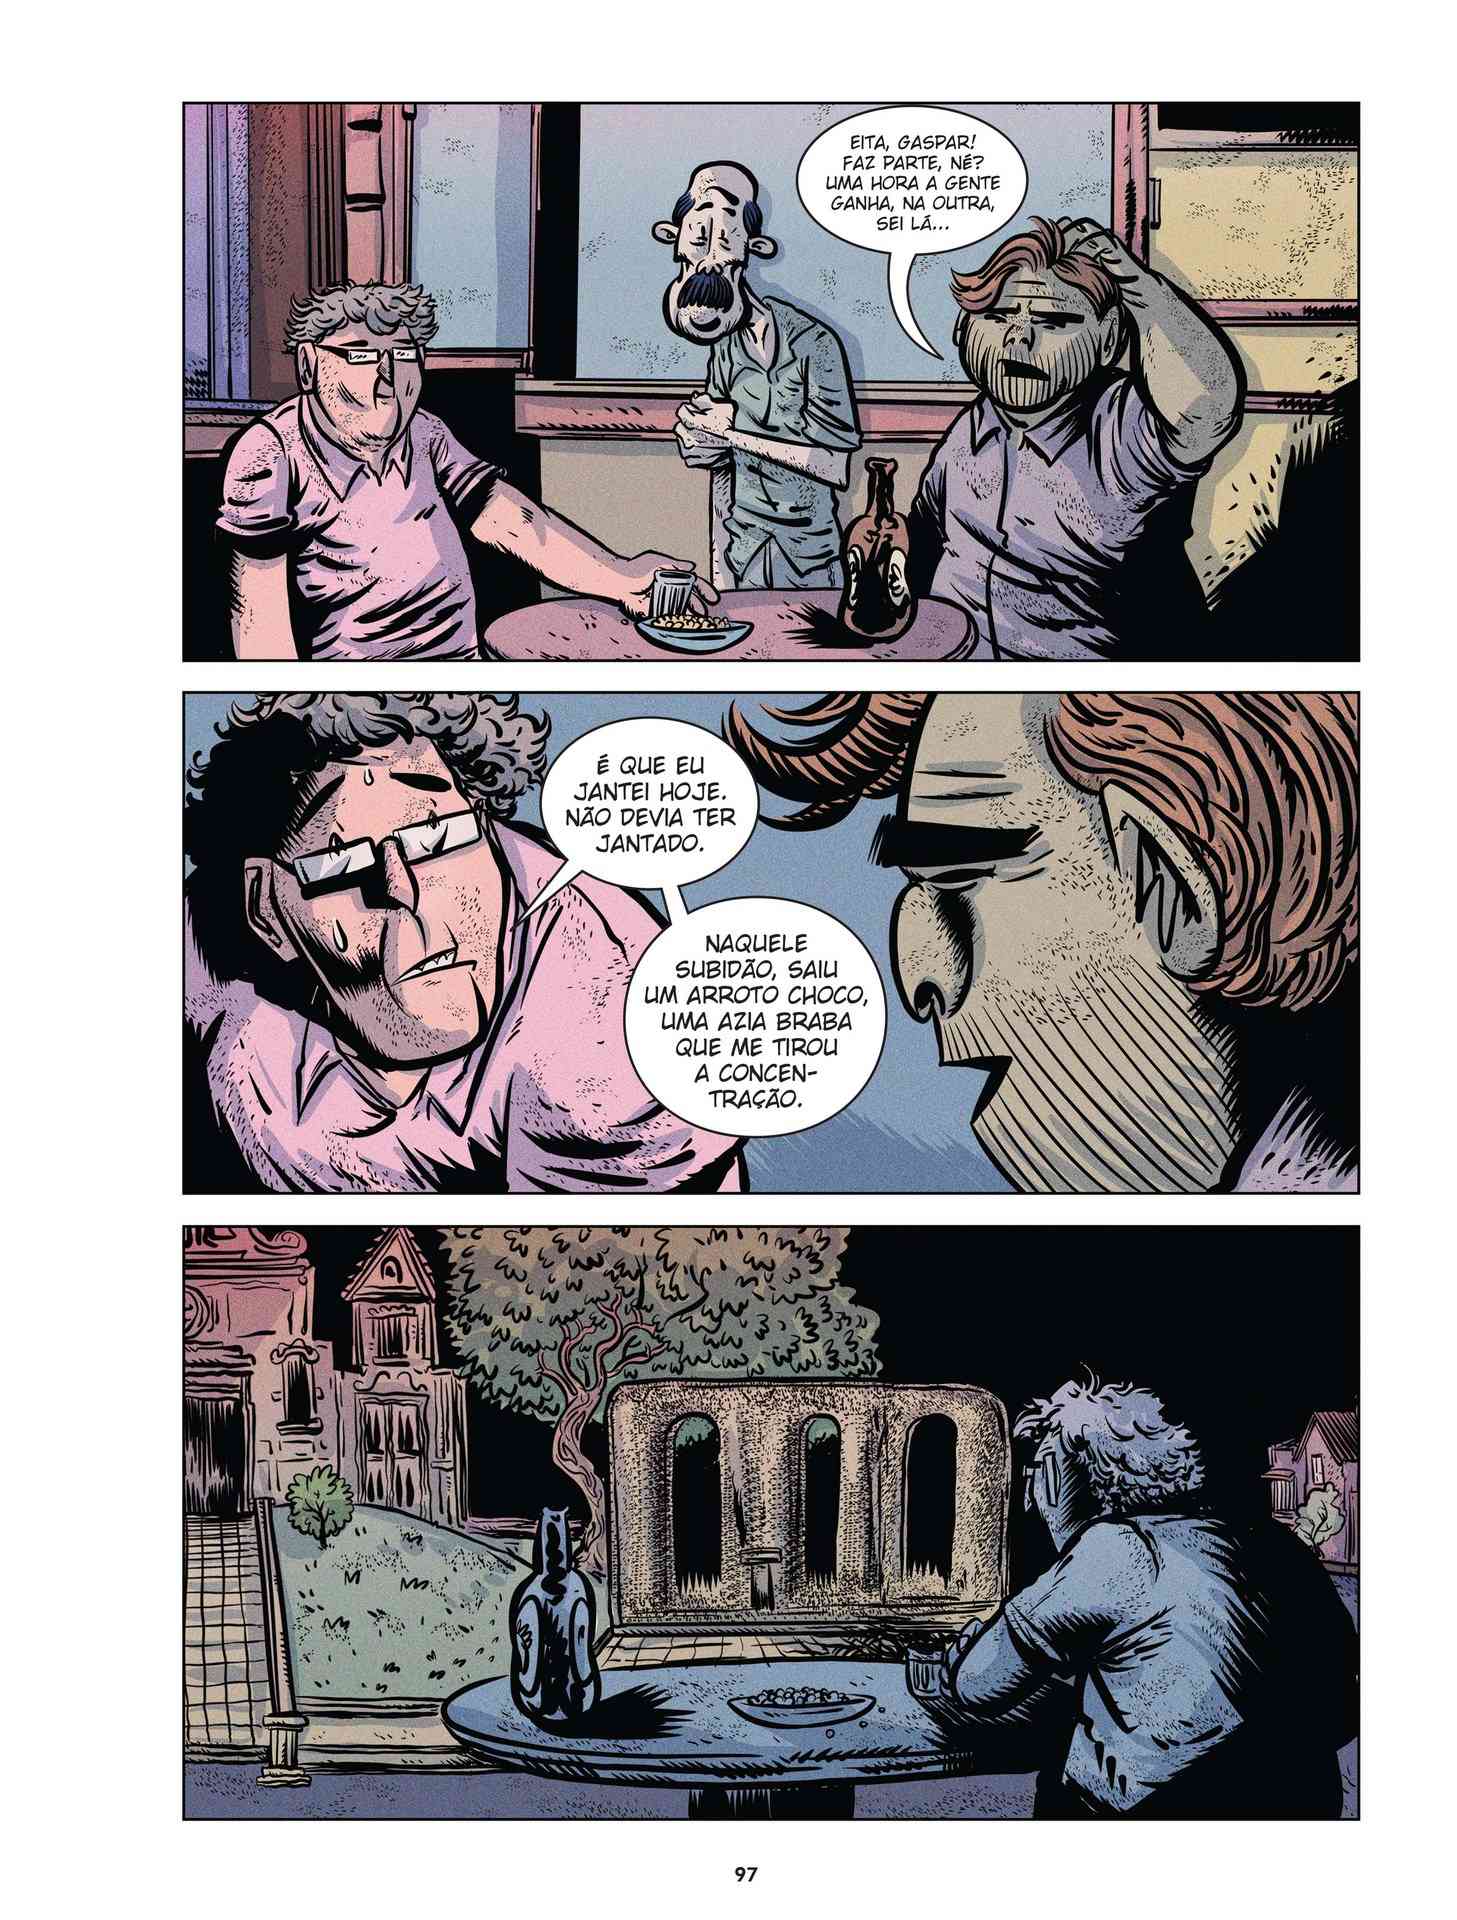 EITA, GASPAR!
FAZ PARTE, NÉ?
UMA HORA A GENTE
GANHA, NA OUTRA,
SEI LÁ...
É QUE EU
JANTEI HOJE.
NÃO DEVIA TER
JANTADO.
NAQUELE
SUBIDÃO, SAIU
UM ARROTO CHOCO,
UMA AZIA BRABA
QUE ME TIROU
A CONCEN-
TRAÇÃO.
97